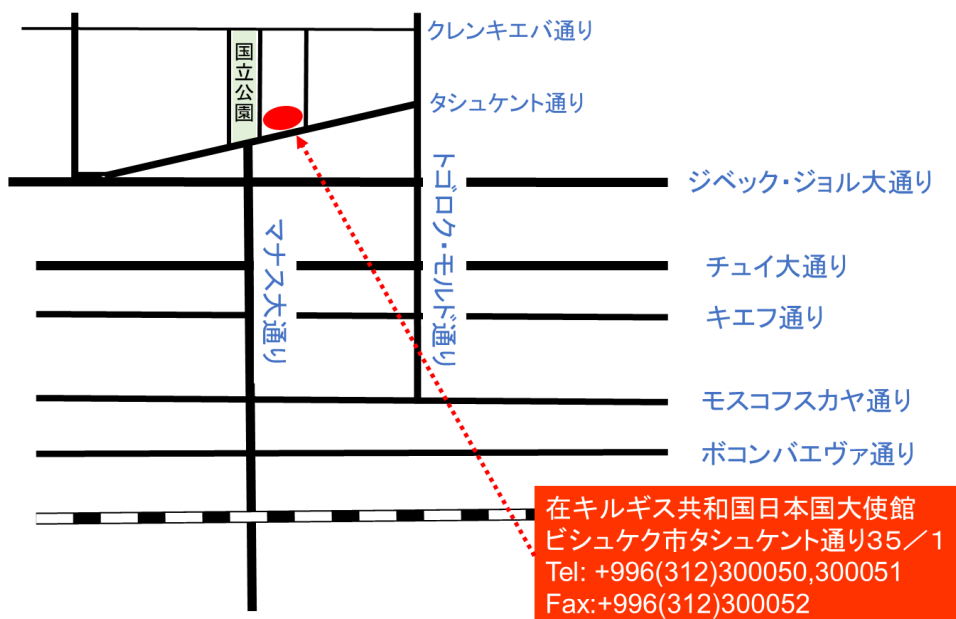 クレンキエバ通り
国立公園
タシュケント通り
トゴロク・モルド通り
ジベック・ジョル大通り
マナス大通り
チュイ大通り
キエフ通り
モスコフスカヤ通り
ボコンバエヴァ通り
在キルギス共和国日本国大使館
ビシュケク市タシュケント通り35／1
Tel: +996(312)300050,300051
Fax:+996(312)300052